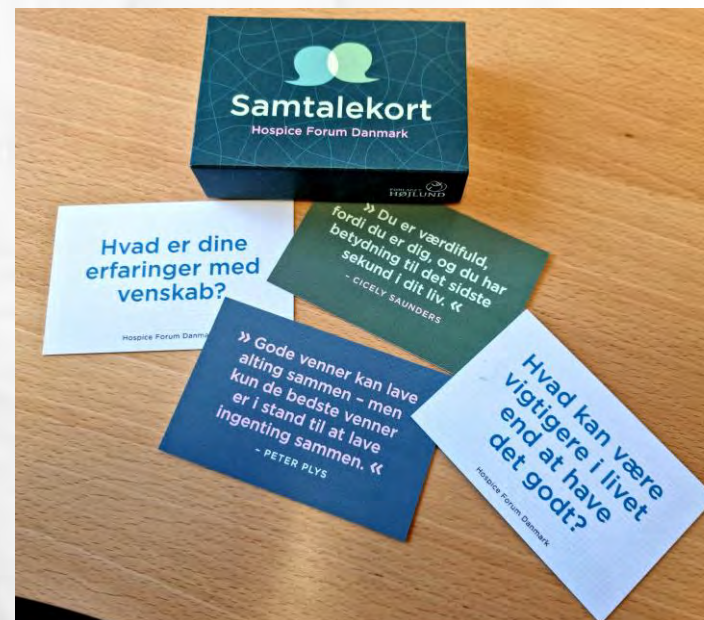 Samtalekort
Hospice Forum Danmark
FORLAGET
HØJLUND
Hvad er dine
erfaringer med
venskab?
Hospice Forum Danmark
» Du er værdifuld,
fordi du er dig, og du har
betydning til det sidste
sekund i dit liv. «
– CICELY SAUNDERS
» Gode venner kan lave
alting sammen – men
kun de bedste venner
er i stand til at lave
ingenting sammen. «
– PETER PLYS
Hvad kan være
vigtigere i livet
end at have
det godt?
Hospice Forum Danmark